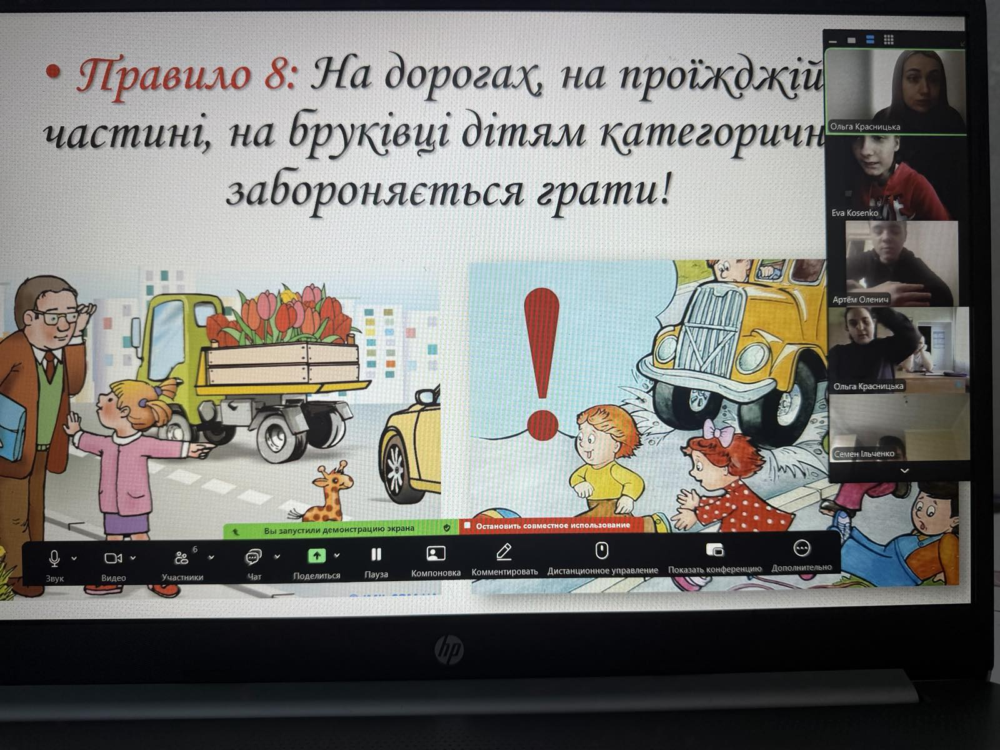 • Правило 8: На дорогах, на проїжджій
частині, на бруківці дітям категоричн
забороняється грати!
Ольга Красницька
Eva Kosenko
Артём Оленич
Ольга Красницька
Семен Ільченко
Вы запустили демонстрацию экрана
Остановить совместное использование
6
Звук
Видео
Участники
Чат
Поделиться
Пауза
Компоновка
Комментировать
Дистанционное управление
Показать конференцию
Дополнительно
hp